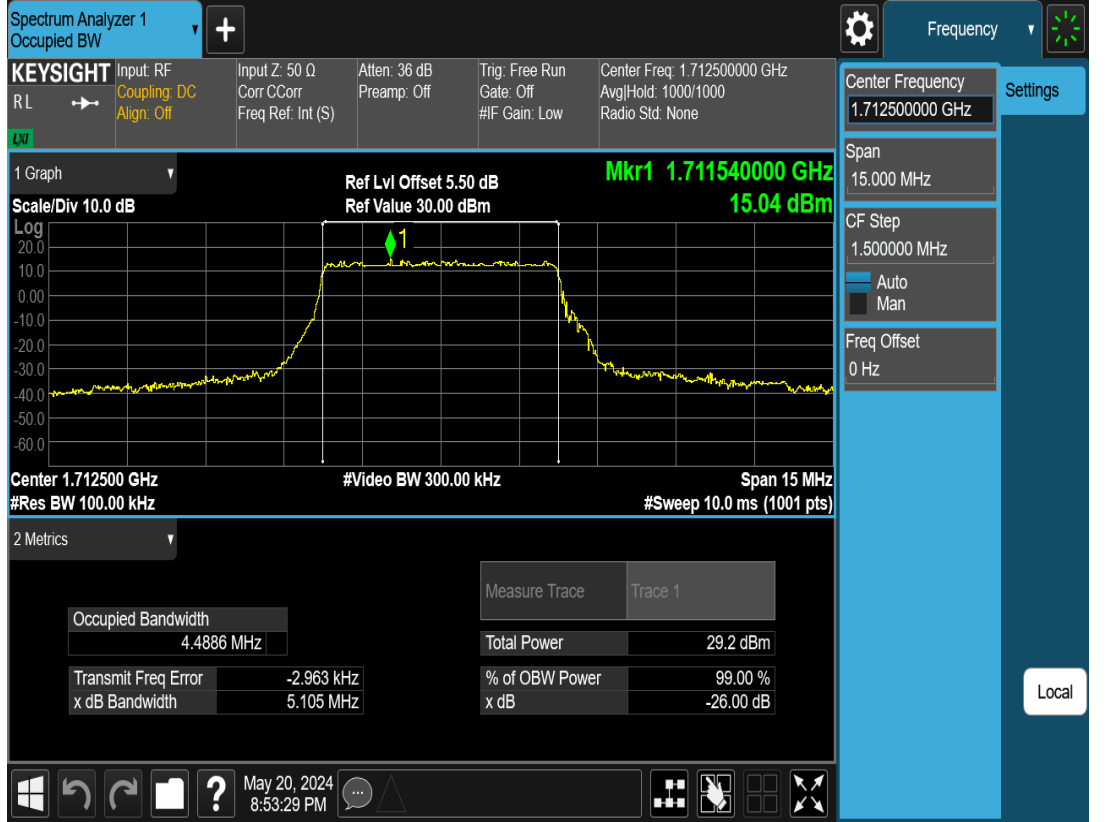 Spectrum Analyzer 1
Occupied BW
+
Frequency
KEYSIGHT
R L
LXI
Input: RF
Coupling: DC
Align: Off
Input Z: 50 Ω
Corr CCorr
Freq Ref: Int (S)
Atten: 36 dB
Preamp: Off
Trig: Free Run
Gate: Off
#IF Gain: Low
Center Freq: 1.712500000 GHz
Avg|Hold: 1000/1000
Radio Std: None
Center Frequency
1.712500000 GHz
Settings
Span
15.000 MHz
CF Step
1.500000 MHz
Auto
Man
Freq Offset
0 Hz
Local
1 Graph
Scale/Div 10.0 dB
Ref Lvl Offset 5.50 dB
Ref Value 30.00 dBm
Mkr1 1.711540000 GHz
15.04 dBm
Log
20.0
10.0
0.00
-10.0
-20.0
-30.0
-40.0
-50.0
-60.0
1
Center 1.712500 GHz
#Res BW 100.00 kHz
#Video BW 300.00 kHz
Span 15 MHz
#Sweep 10.0 ms (1001 pts)
2 Metrics
Measure Trace Trace 1
Occupied Bandwidth
4.4886 MHz
Total Power 29.2 dBm
Transmit Freq Error -2.963 kHz
% of OBW Power 99.00 %
x dB Bandwidth 5.105 MHz
x dB -26.00 dB
?
May 20, 2024
8:53:29 PM